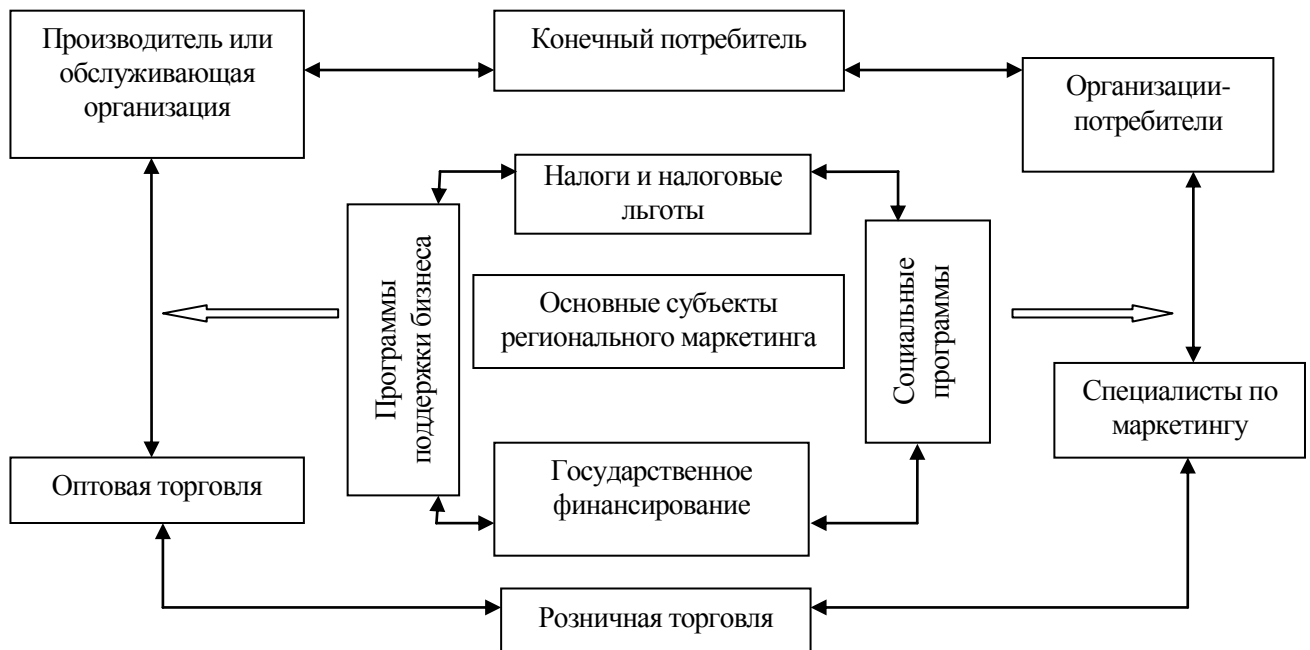 Производитель или
обслуживающая
организация
Конечный потребитель
Организации-
потребители
Налоги и налоговые
льготы
Программы
поддержки бизнеса
Основные субъекты
регионального маркетинга
Социальные
программы
Специалисты по
маркетингу
Оптовая торговля
Государственное
финансирование
Розничная торговля